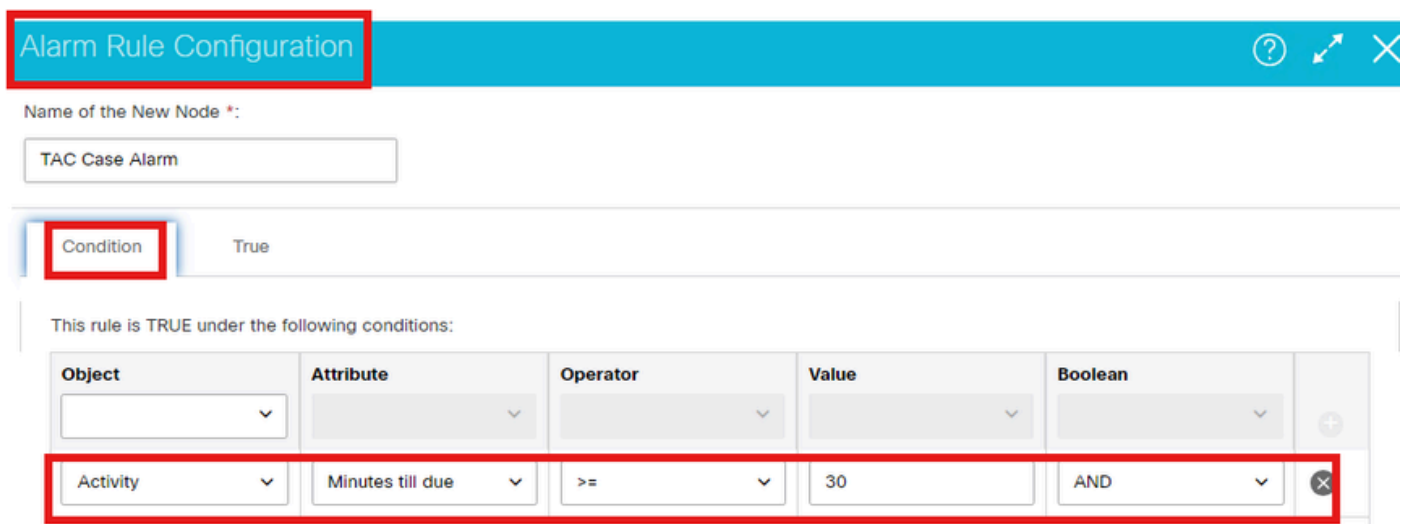 Alarm Rule Configuration
Name of the New Node *:
TAC Case Alarm
Condition True
This rule is TRUE under the following conditions:
Object Attribute Operator Value Boolean
Activity Minutes till due >= 30 AND